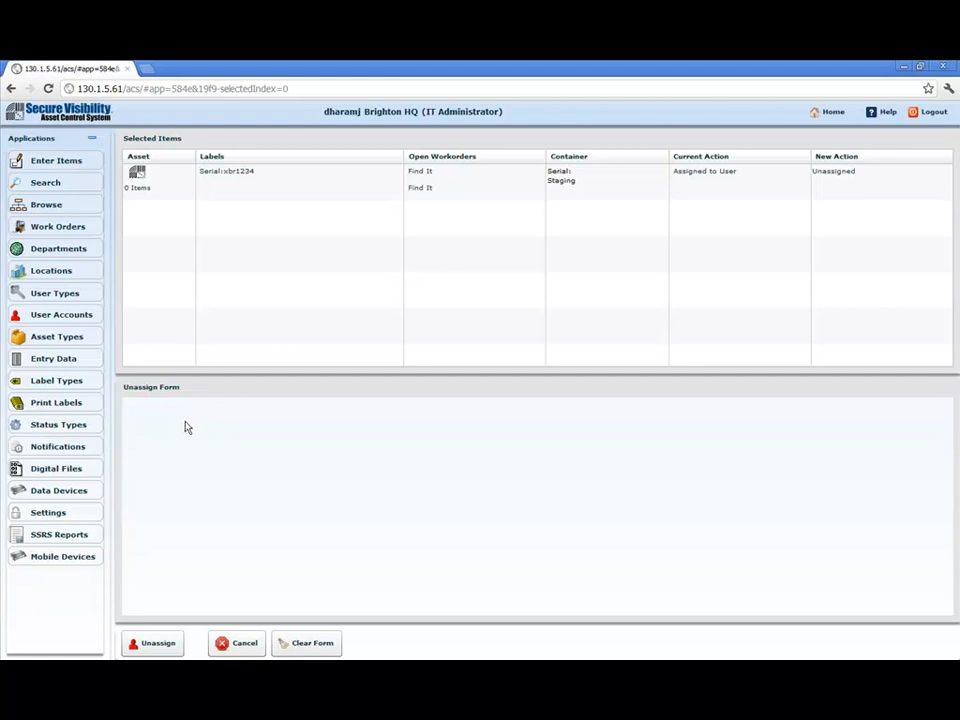 130.1.5.61/acs/#app=584e&
130.1.5.61/acs/#app=584e&19f9-selectedIndex=0
Secure Visibility
Asset Control System
dharamj Brighton HQ (IT Administrator)
Home
Help
Logout
Applications
Enter Items
Search
Browse
Work Orders
Departments
Locations
User Types
User Accounts
Asset Types
Entry Data
Label Types
Print Labels
Status Types
Notifications
Digital Files
Data Devices
Settings
SSRS Reports
Mobile Devices
Selected Items
Asset Labels Open Workorders Container Current Action New Action
Serial:xbr1234 Find It Serial: Assigned to User Unassigned
Staging
0 Items Find It
Unassign Form
Unassign Cancel Clear Form